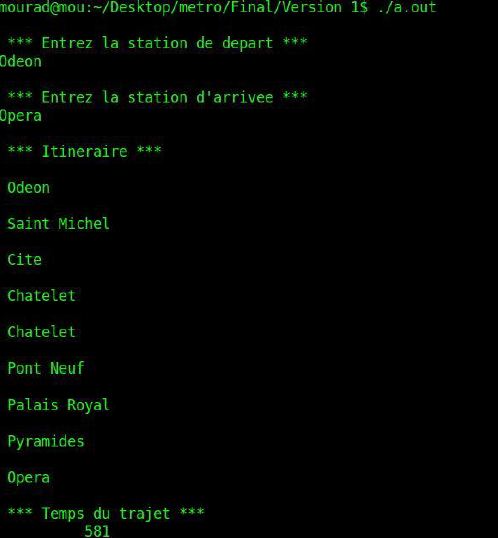 mourad@mou:~/Desktop/metro/Final/Version 1$ ./a.out
*** Entrez la station de depart ***
Odeon
*** Entrez la station d'arrivee ***
Opera
*** Itineraire ***
Odeon
Saint Michel
Cite
Chatelet
Chatelet
Pont Neuf
Palais Royal
Pyramides
Opera
*** Temps du trajet ***
581